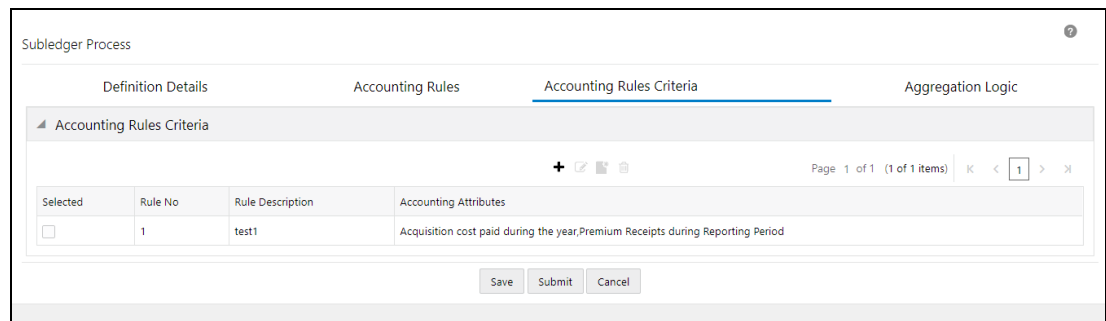 ?
Subledger Process
Definition Details Accounting Rules Accounting Rules Criteria Aggregation Logic
Accounting Rules Criteria
Page 1 of 1 (1 of 1 items) K < 1 > X
Selected Rule No Rule Description Accounting Attributes
1 test1 Acquisition cost paid during the year,Premium Receipts during Reporting Period
Save Submit Cancel